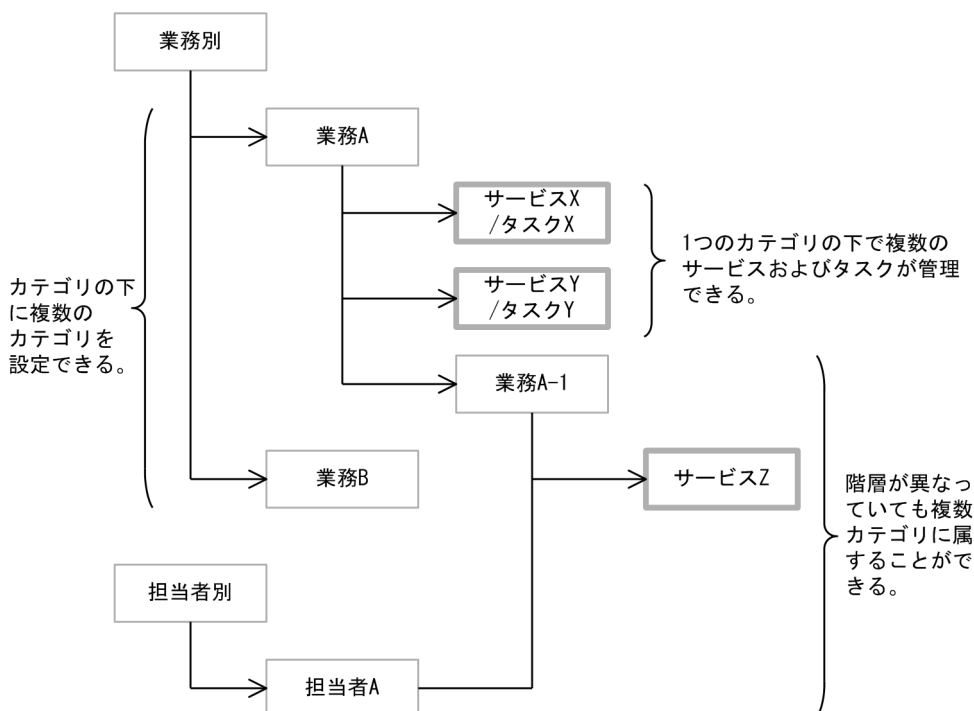 業務別
業務A
サービスX
/タスクX
1つのカテゴリの下で複数の
サービスおよびタスクが管理
できる。
サービスY
/タスクY
カテゴリの下
に複数の
カテゴリを
設定できる。
業務A-1
業務B
サービスZ
階層が異なっ
ていても複数
カテゴリに属
することがで
きる。
担当者別
担当者A